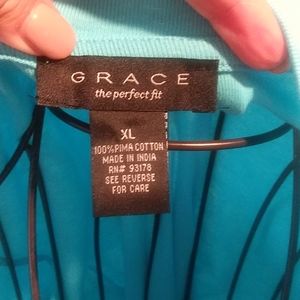 GRACE
the perfect fit
XL
100% PIMA COTTON
MADE IN INDIA
RN# 93178
SEE REVERSE
FOR CARE